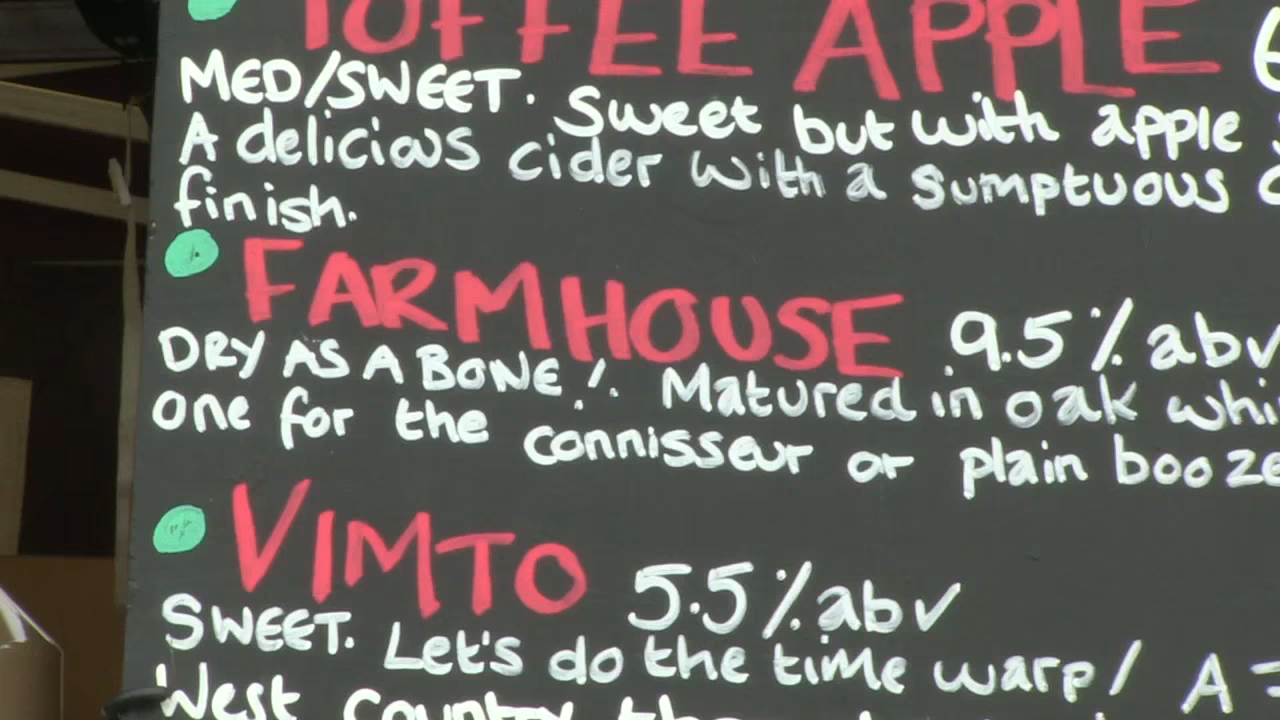 TOFFEE APPLE
MED/SWEET. Sweet but with apple
A delicious cider with a sumptuous
finish.
FARMHOUSE 9.5% abv
DRY AS A BONE!. Matured in oak whi
one for the connisseur or plain booze
VIMTO 5.5% abv
SWEET. Let's do the time warp! A
West Country